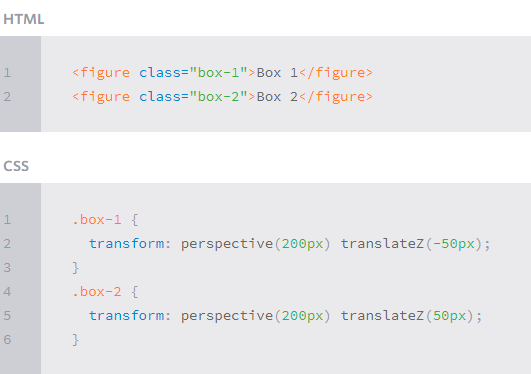 HTML
1 <figure class="box-1">Box 1</figure>
2 <figure class="box-2">Box 2</figure>
CSS
1 .box-1 {
2   transform: perspective(200px) translateZ(-50px);
3 }
4 .box-2 {
5   transform: perspective(200px) translateZ(50px);
6 }